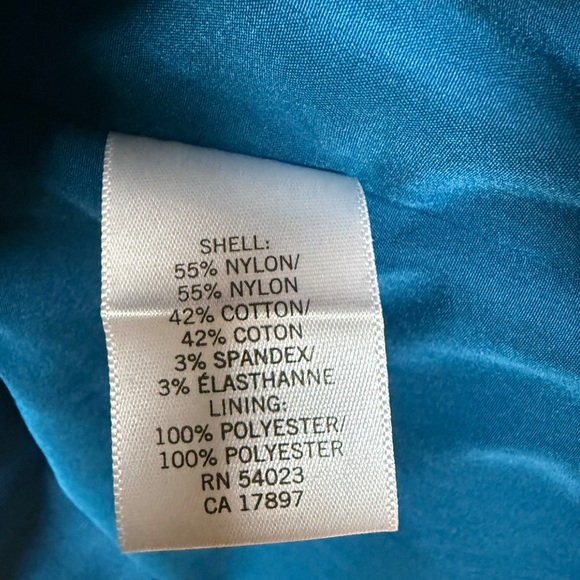 SHELL:
55% NYLON/
55% NYLON
42% COTTON/
42% COTON
3% SPANDEX/
3% ÉLASTHANNE
LINING:
100% POLYESTER/
100% POLYESTER
RN 54023
CA 17897